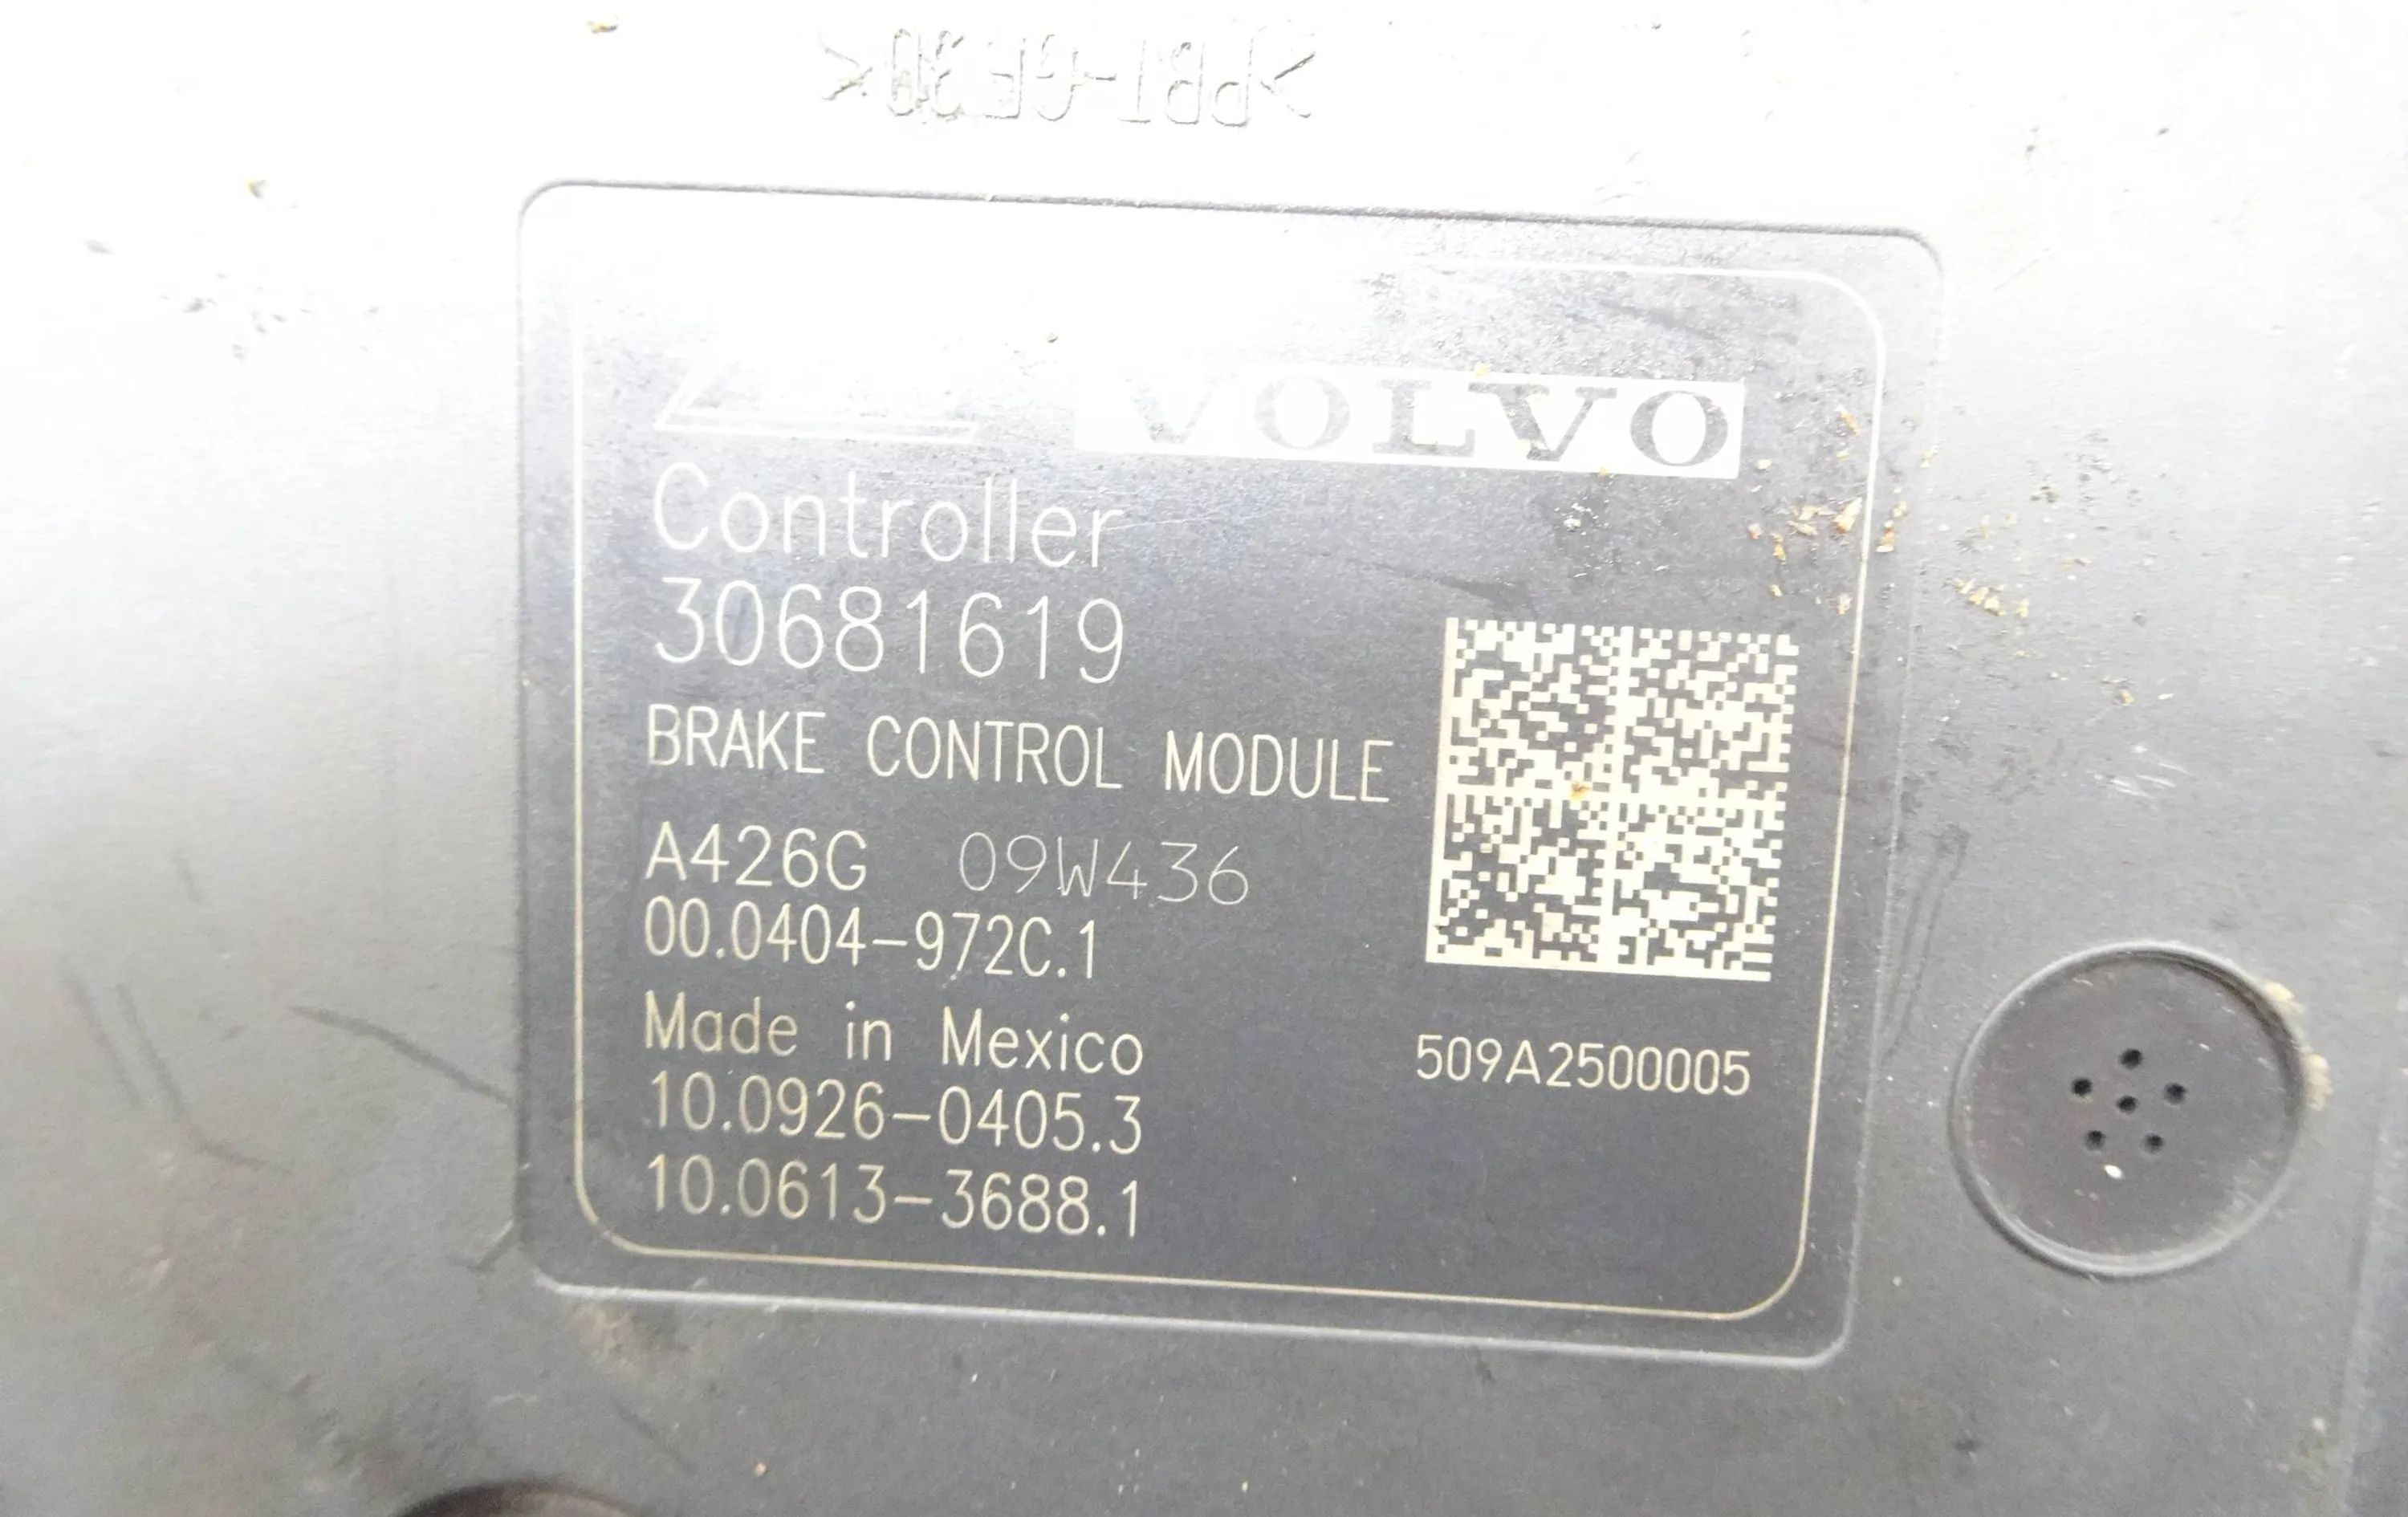 >PBT-GF30<
VOLVO
Controller
30681619
BRAKE CONTROL MODULE
A426G 09W436
00.0404-972C.1
Made in Mexico
509A2500005
10.0926-0405.3
10.0613-3688.1